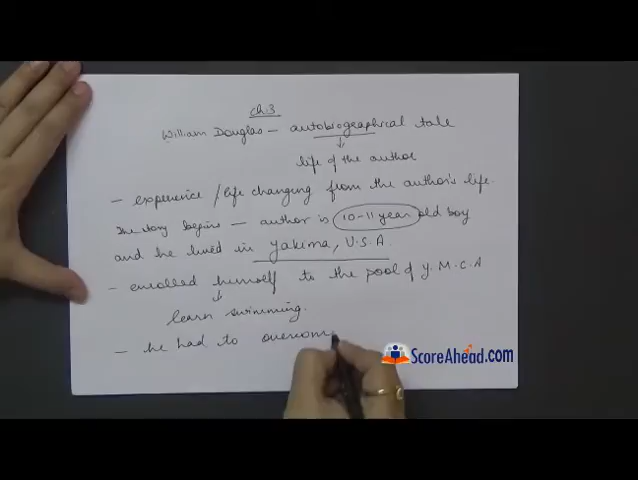 ch.3
William Douglas - autobiographical tale
life of the author
- experience / life changing from the author's life.
The story begins - author is 10-11 year old boy
and he lived in yakima, U.S.A.
- enrolled himself to the pool of Y.M.C.A
learn swimming.
- he had to overcom
ScoreAhead.com